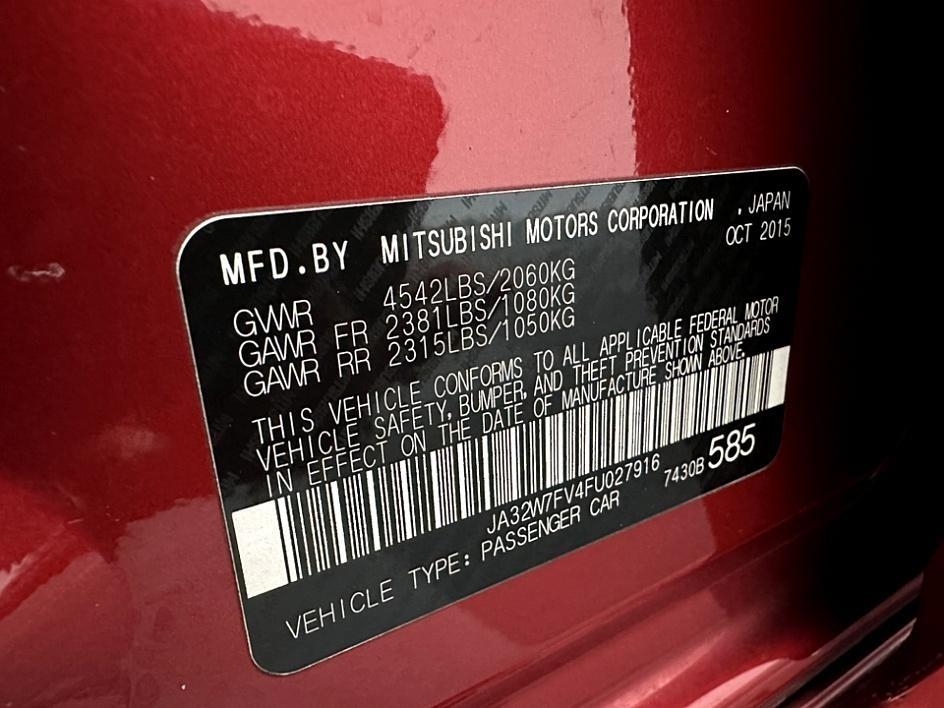 MFD.BY MITSUBISHI MOTORS CORPORATION . JAPAN
OCT 2015
GVWR 4542LBS/2060KG
GAWR FR 2381LBS/1080KG
GAWR RR 2315LBS/1050KG
THIS VEHICLE CONFORMS TO ALL APPLICABLE FEDERAL MOTOR
VEHICLE SAFETY, BUMPER, AND THEFT PREVENTION STANDARDS
IN EFFECT ON THE DATE OF MANUFACTURE SHOWN ABOVE.
JA32W7FV4FU027916 7430B 585
VEHICLE TYPE: PASSENGER CAR